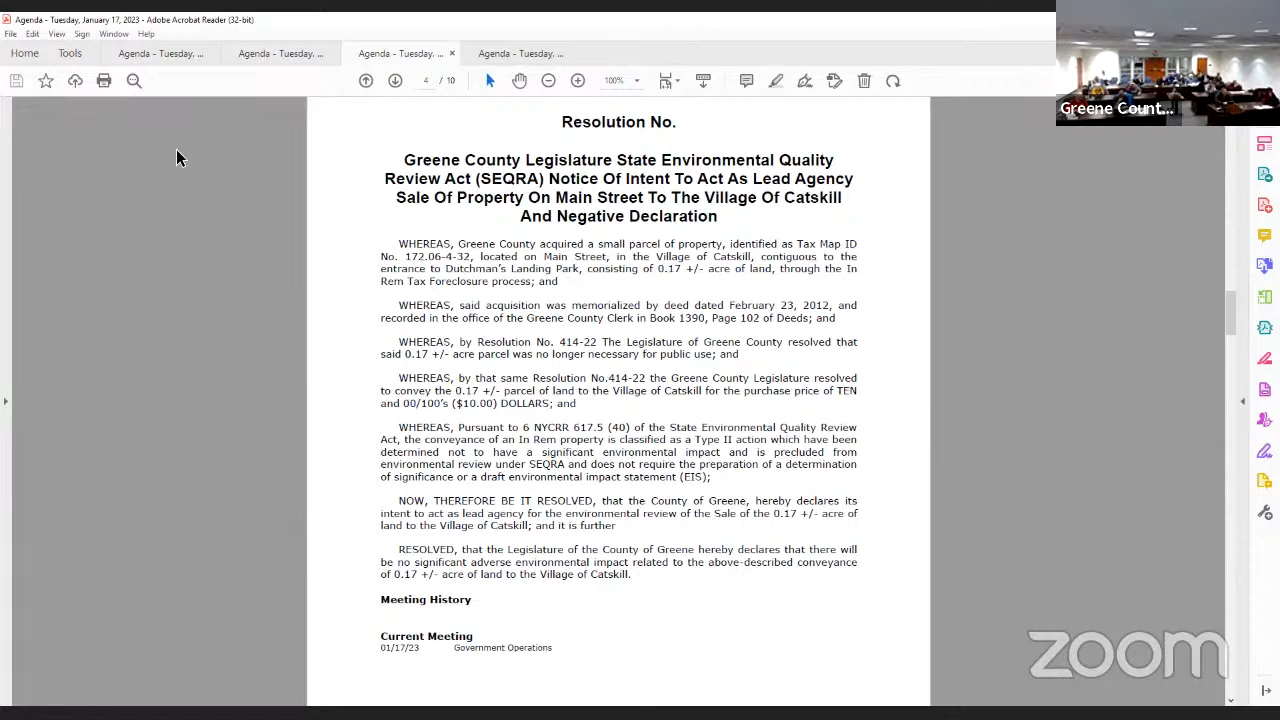 Agenda - Tuesday, January 17, 2023 - Adobe Acrobat Reader (32-bit)
File Edit View Sign Window Help
Home Tools Agenda - Tuesday, ... Agenda - Tuesday, ... Agenda - Tuesday, ... × Agenda - Tuesday, ...
4 / 10 100%
Greene Count...
Resolution No.
Greene County Legislature State Environmental Quality
Review Act (SEQRA) Notice Of Intent To Act As Lead Agency
Sale Of Property On Main Street To The Village Of Catskill
And Negative Declaration
WHEREAS, Greene County acquired a small parcel of property, identified as Tax Map ID
No. 172.06-4-32, located on Main Street, in the Village of Catskill, contiguous to the
entrance to Dutchman's Landing Park, consisting of 0.17 +/- acre of land, through the In
Rem Tax Foreclosure process; and
WHEREAS, said acquisition was memorialized by deed dated February 23, 2012, and
recorded in the office of the Greene County Clerk in Book 1390, Page 102 of Deeds; and
WHEREAS, by Resolution No. 414-22 The Legislature of Greene County resolved that
said 0.17 +/- acre parcel was no longer necessary for public use; and
WHEREAS, by that same Resolution No.414-22 the Greene County Legislature resolved
to convey the 0.17 +/- parcel of land to the Village of Catskill for the purchase price of TEN
and 00/100's ($10.00) DOLLARS; and
WHEREAS, Pursuant to 6 NYCRR 617.5 (40) of the State Environmental Quality Review
Act, the conveyance of an In Rem property is classified as a Type II action which have been
determined not to have a significant environmental impact and is precluded from
environmental review under SEQRA and does not require the preparation of a determination
of significance or a draft environmental impact statement (EIS);
NOW, THEREFORE BE IT RESOLVED, that the County of Greene, hereby declares its
intent to act as lead agency for the environmental review of the Sale of the 0.17 +/- acre of
land to the Village of Catskill; and it is further
RESOLVED, that the Legislature of the County of Greene hereby declares that there will
be no significant adverse environmental impact related to the above-described conveyance
of 0.17 +/- acre of land to the Village of Catskill.
Meeting History
Current Meeting
01/17/23 Government Operations
zoom